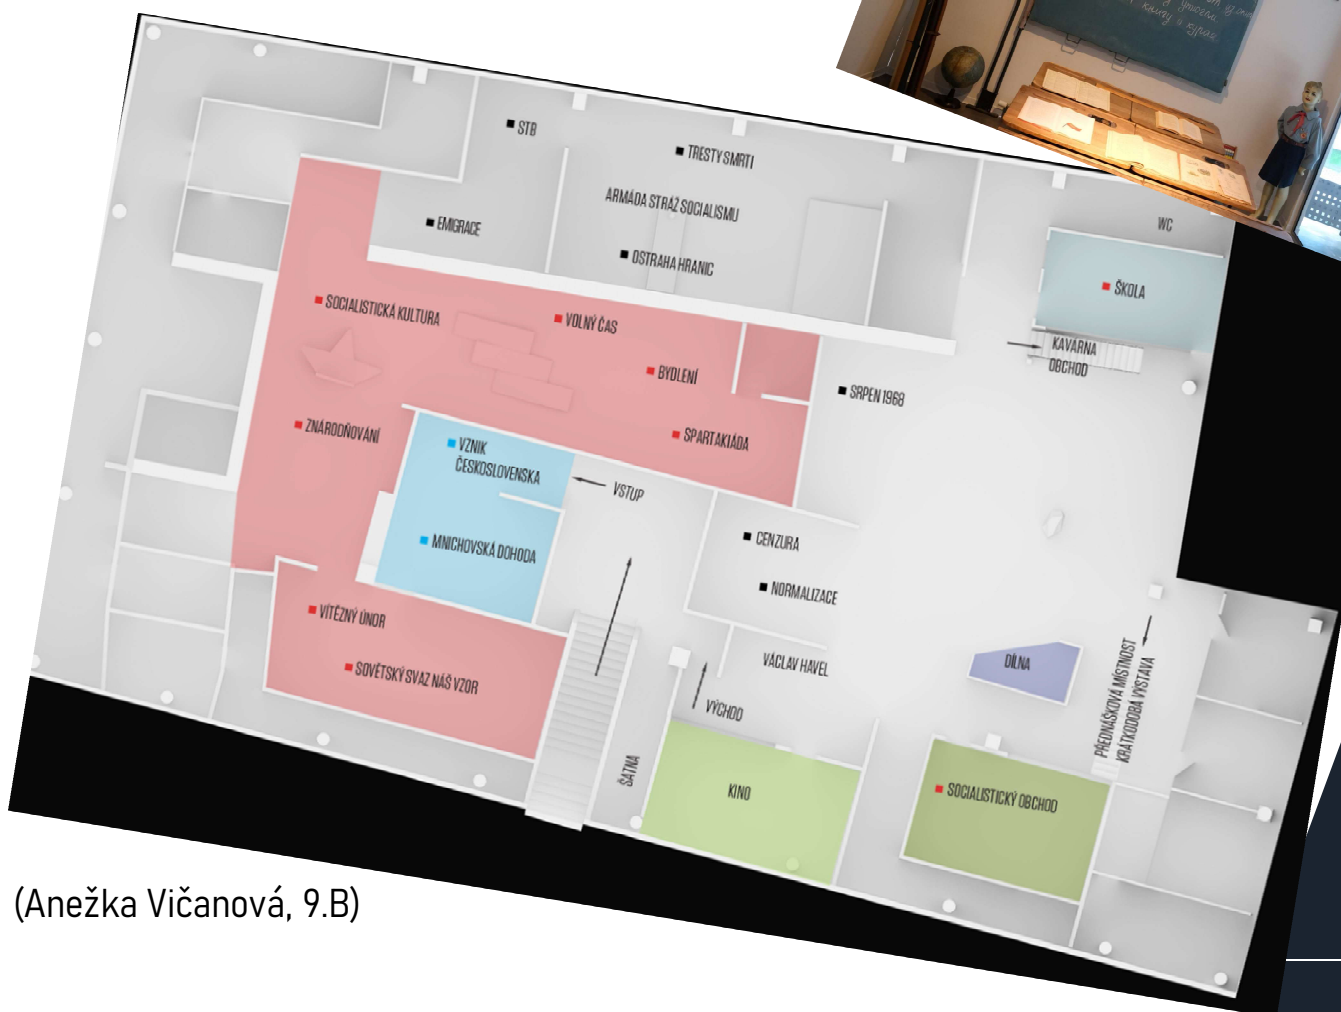 книгу и
STB
TRESTY SMRTI
ARMÁDA STRÁŽ SOCIALISMU
EMIGRACE
OSTRAHA HRANIC
WC
ŠKOLA
KAVÁRNA
OBCHOD
SOCIALISTICKÁ KULTURA
VOLNÝ ČAS
BYDLENÍ
SRPEN 1968
ZNÁRODŇOVÁNÍ
SPARTAKIÁDA
VZNIK
ČESKOSLOVENSKA
VSTUP
MNICHOVSKÁ DOHODA
CENZURA
NORMALIZACE
VÍTĚZNÝ ÚNOR
SOVĚTSKÝ SVAZ NÁŠ VZOR
VÁCLAV HAVEL
DÍLNA
PŘEDNÁŠKOVÁ MÍSTNOST
KRÁTKODOBÁ VÝSTAVA
VÝCHOD
ŠATNA
KINO
SOCIALISTICKÝ OBCHOD
(Anežka Vičanová, 9.B)